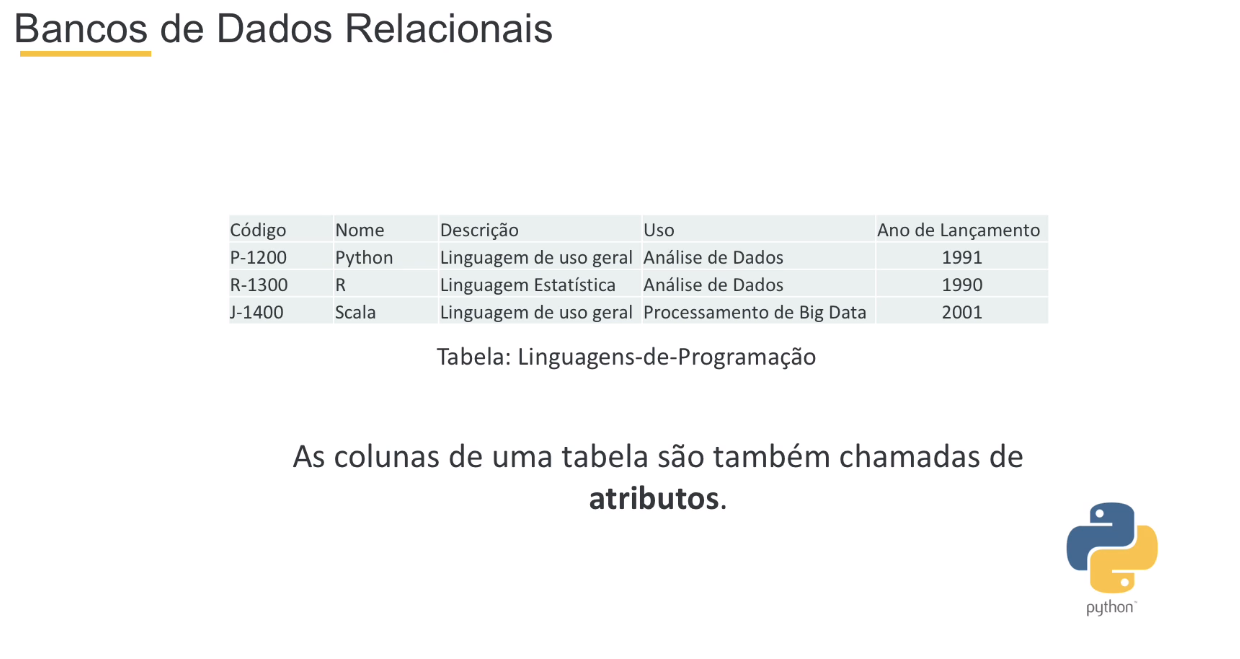 Bancos de Dados Relacionais
Código Nome Descrição Uso Ano de Lançamento
P-1200 Python Linguagem de uso geral Análise de Dados 1991
R-1300 R Linguagem Estatística Análise de Dados 1990
J-1400 Scala Linguagem de uso geral Processamento de Big Data 2001
Tabela: Linguagens-de-Programação
As colunas de uma tabela são também chamadas de
atributos.
python